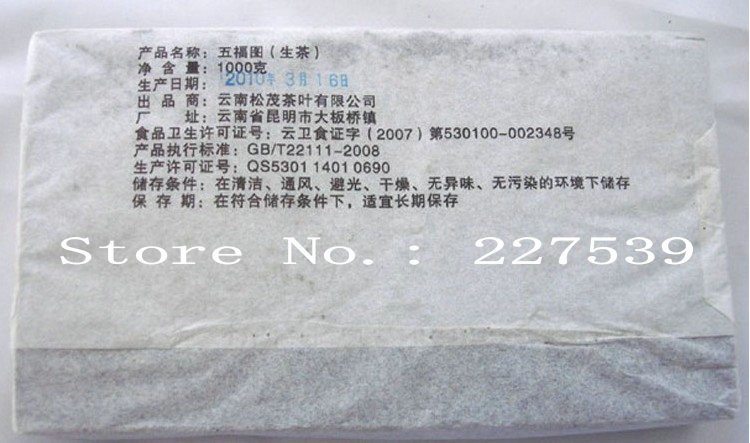 产品名称：五福图（生茶）
净 含 量：1000克
生产日期：2010年3月16日
出 品 商：云南松茂茶叶有限公司
厂 址：云南省昆明市大板桥镇
食品卫生许可证号：云卫食证字（2007）第530100-002348号
产品执行标准：GB/T22111-2008
生产许可证号：QS5301 1401 0690
储存条件：在清洁、通风、避光、干燥、无异味、无污染的环境下储存
保 存 期：在符合储存条件下，适宜长期保存
Store No.: 227539